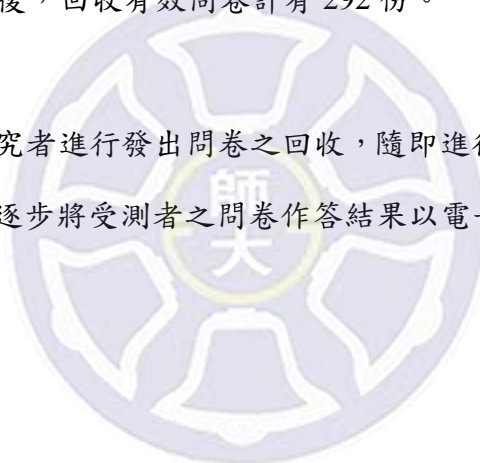 後，回收有效問卷計有 292 份。
究者進行發出問卷之回收，隨即進行
逐步將受測者之問卷作答結果以電
師大